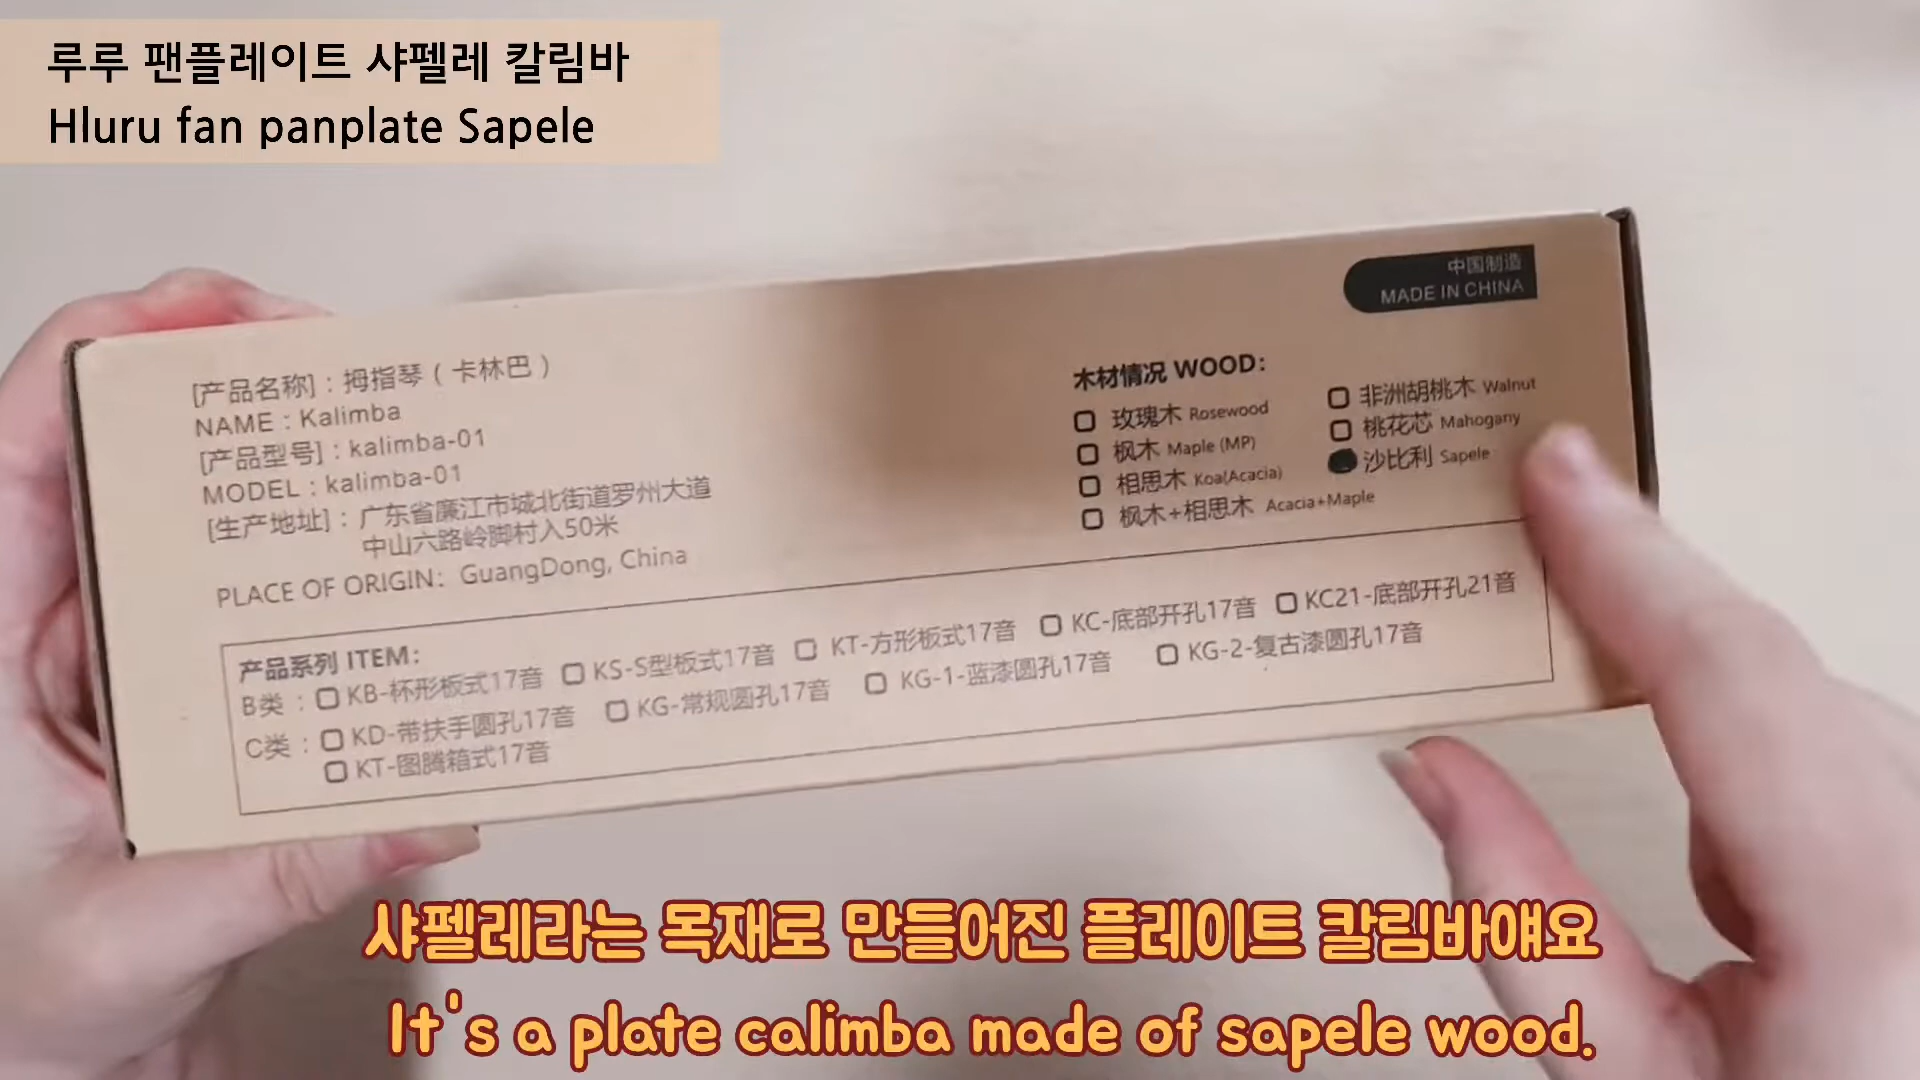 루루 팬플레이트 샤펠레 칼림바
Hluru fan panplate Sapele
中国制造
MADE IN CHINA
[产品名称]：拇指琴（卡林巴）
NAME : Kalimba
[产品型号]：kalimba-01
MODEL : kalimba-01
[生产地址]：广东省廉江市城北街道罗州大道
中山六路岭脚村入50米
PLACE OF ORIGIN: GuangDong, China
木材情况 WOOD:
玫瑰木 Rosewood
枫木 Maple (MP)
相思木 Koa(Acacia)
枫木+相思木 Acacia+Maple
非洲胡桃木 Walnut
桃花芯 Mahogany
沙比利 Sapele
产品系列 ITEM:
B类：KB-杯形板式17音 KS-S型板式17音 KT-方形板式17音 KC-底部开孔17音 KC21-底部开孔21音
C类：KD-带扶手圆孔17音 KG-常规圆孔17音 KG-1-蓝漆圆孔17音 KG-2-复古漆圆孔17音
KT-图腾箱式17音
샤펠레라는 목재로 만들어진 플레이트 칼림바얘요
It's a plate calimba made of sapele wood.